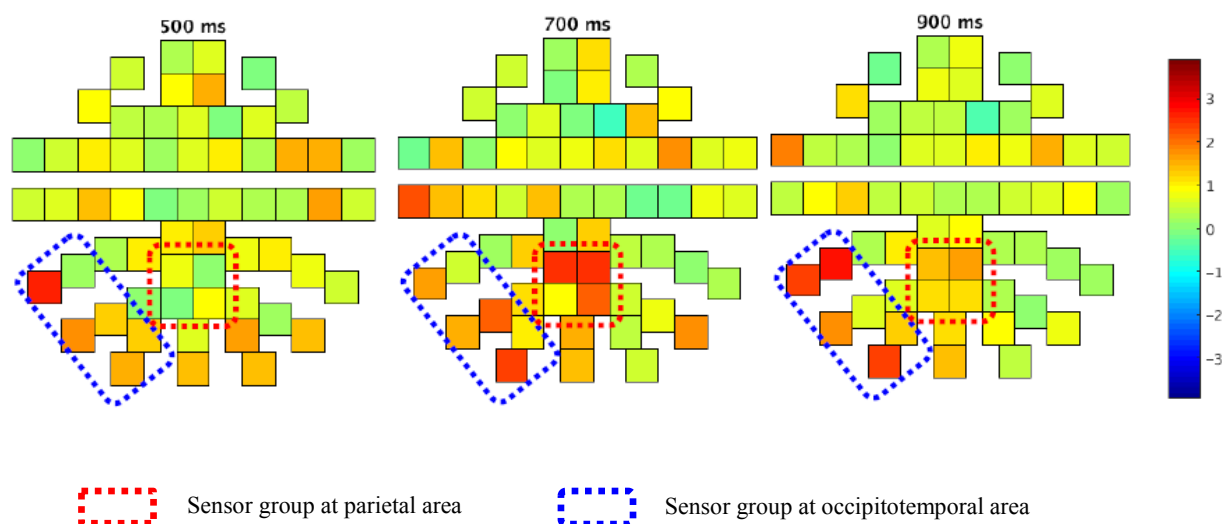 500 ms
700 ms
900 ms
3
2
1
0
−1
−2
−3
Sensor group at parietal area
Sensor group at occipitotemporal area